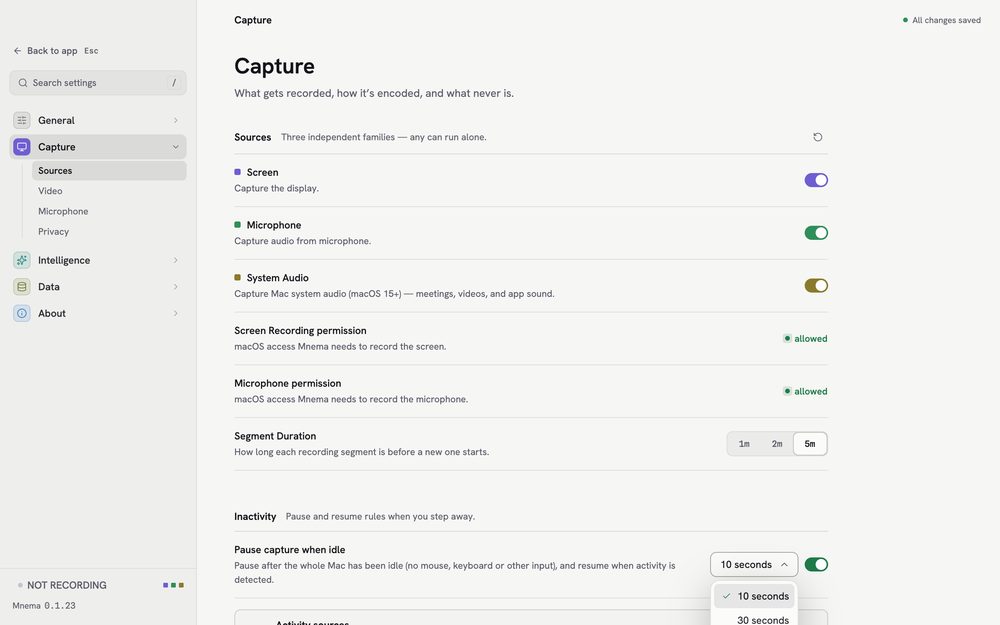 Capture
All changes saved
Back to app Esc
Search settings /
General
Capture
Sources
Video
Microphone
Privacy
Intelligence
Data
About
NOT RECORDING
Mnema 0.1.23
Capture
What gets recorded, how it's encoded, and what never is.
Sources Three independent families — any can run alone.
Screen
Capture the display.
Microphone
Capture audio from microphone.
System Audio
Capture Mac system audio (macOS 15+) — meetings, videos, and app sound.
Screen Recording permission
macOS access Mnema needs to record the screen.
allowed
Microphone permission
macOS access Mnema needs to record the microphone.
allowed
Segment Duration
How long each recording segment is before a new one starts.
1m 2m 5m
Inactivity Pause and resume rules when you step away.
Pause capture when idle
Pause after the whole Mac has been idle (no mouse, keyboard or other input), and resume when activity is
detected.
10 seconds
10 seconds
30 seconds
Activity sources